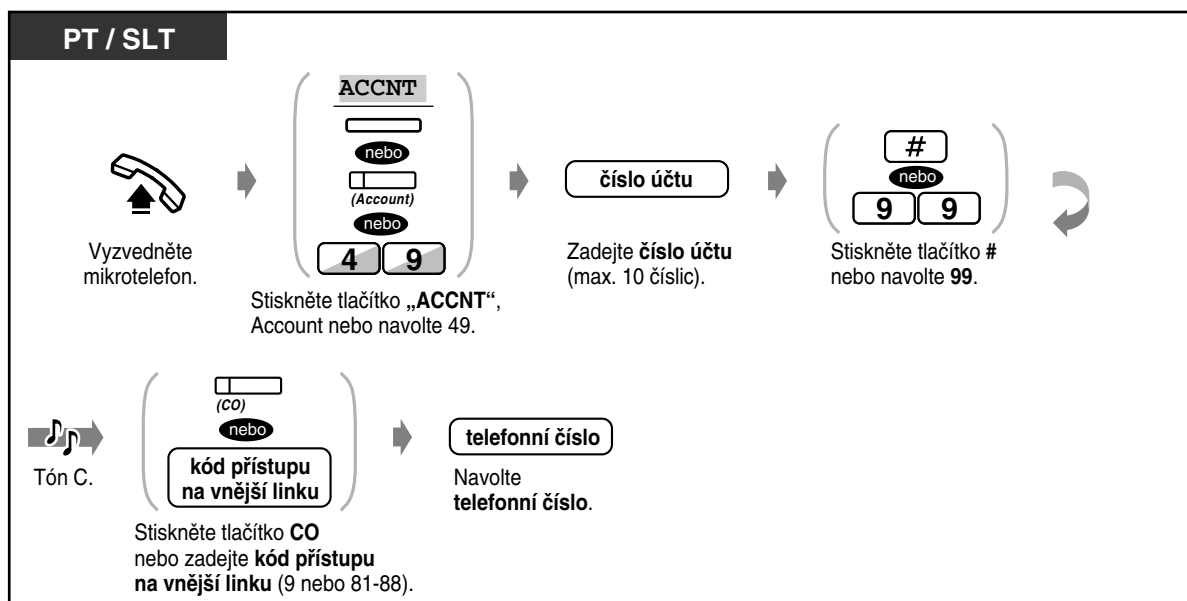 PT / SLT
ACCNT
nebo
(Account)
nebo
4 9
Vyzvedněte
mikrotelefon.
Stiskněte tlačítko „ACCNT“,
Account nebo navolte 49.
číslo účtu
Zadejte číslo účtu
(max. 10 číslic).
#
nebo
9 9
Stiskněte tlačítko #
nebo navolte 99.
Tón C.
(CO)
nebo
kód přístupu
na vnější linku
Stiskněte tlačítko CO
nebo zadejte kód přístupu
na vnější linku (9 nebo 81-88).
telefonní číslo
Navolte
telefonní číslo.